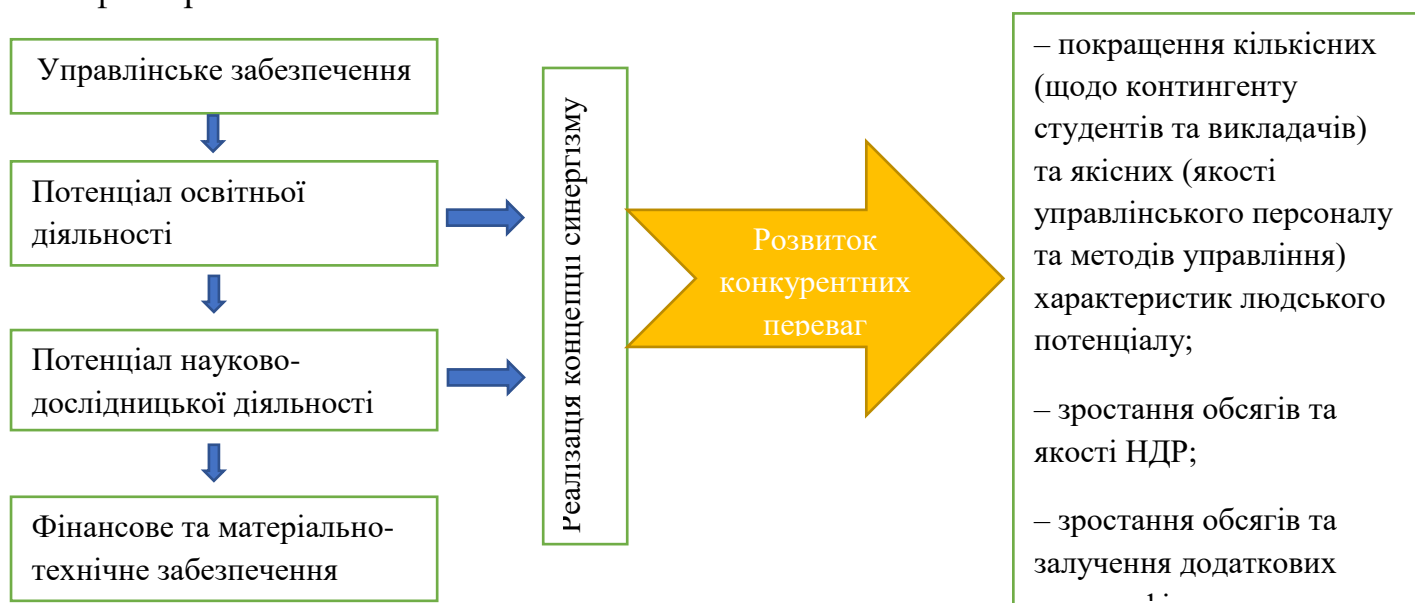 Управлінське забезпечення
Потенціал освітньої
діяльності
Потенціал науково-
дослідницької діяльності
Фінансове та матеріально-
технічне забезпечення
Реалізація концепції синергізму
Розвиток
конкурентних
переваг
– покращення кількісних
(щодо контингенту
студентів та викладачів)
та якісних (якості
управлінського персоналу
та методів управління)
характеристик людського
потенціалу;
– зростання обсягів та
якості НДР;
– зростання обсягів та
залучення додаткових